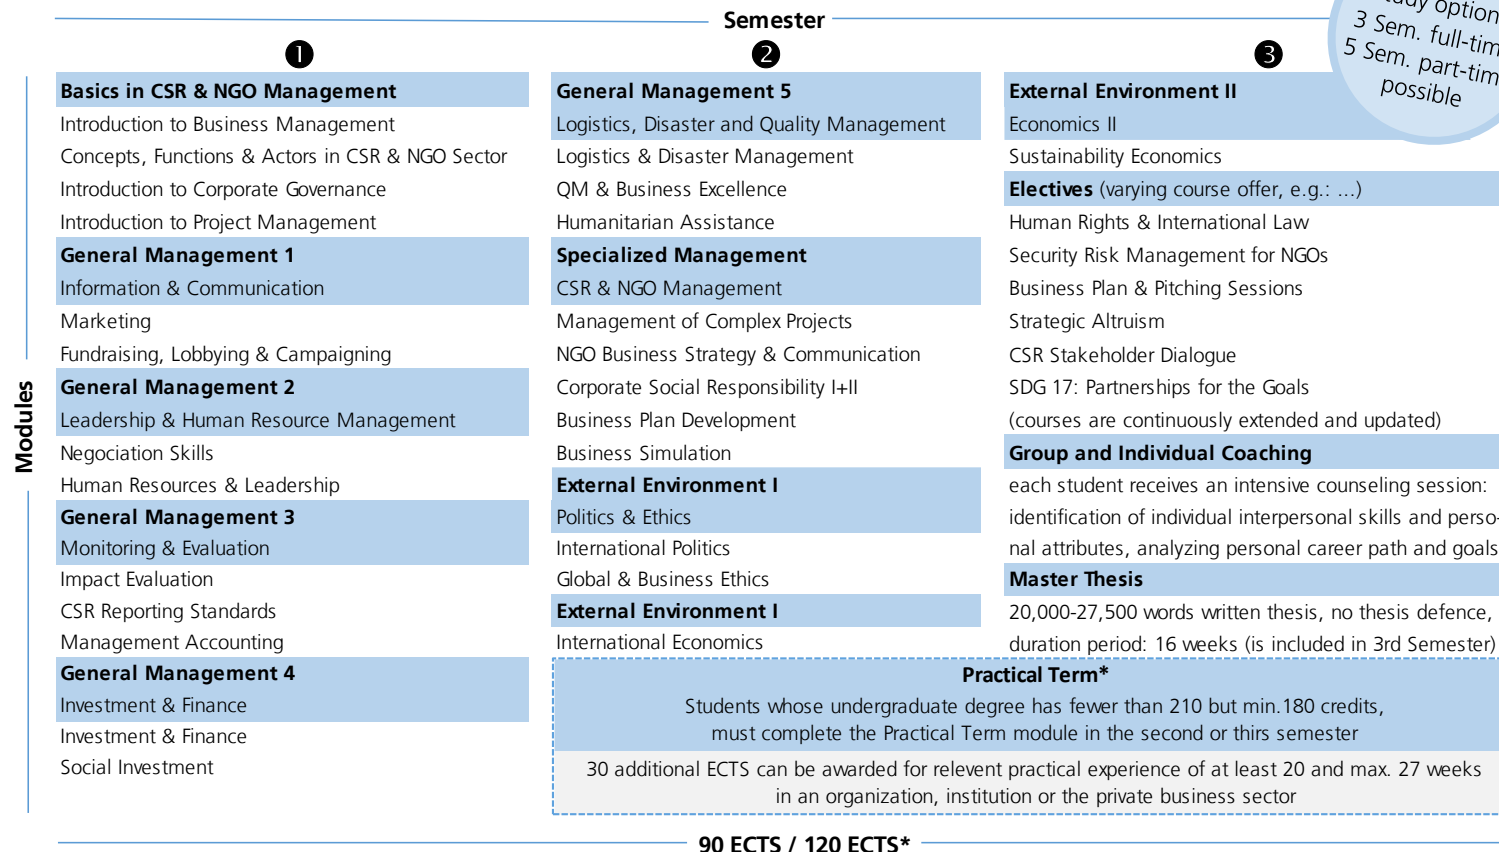 Semester
1
Basics in CSR & NGO Management
Introduction to Business Management
Concepts, Functions & Actors in CSR & NGO Sector
Introduction to Corporate Governance
Introduction to Project Management
General Management 1
Information & Communication
Marketing
Fundraising, Lobbying & Campaigning
General Management 2
Leadership & Human Resource Management
Negociation Skills
Human Resources & Leadership
General Management 3
Monitoring & Evaluation
Impact Evaluation
CSR Reporting Standards
Management Accounting
General Management 4
Investment & Finance
Investment & Finance
Social Investment
2
General Management 5
Logistics, Disaster and Quality Management
Logistics & Disaster Management
QM & Business Excellence
Humanitarian Assistance
Specialized Management
CSR & NGO Management
Management of Complex Projects
NGO Business Strategy & Communication
Corporate Social Responsibility I+II
Business Plan Development
Business Simulation
External Environment I
Politics & Ethics
International Politics
Global & Business Ethics
External Environment I
International Economics
3
External Environment II
Economics II
Sustainability Economics
Electives (varying course offer, e.g.: ...)
Human Rights & International Law
Security Risk Management for NGOs
Business Plan & Pitching Sessions
Strategic Altruism
CSR Stakeholder Dialogue
SDG 17: Partnerships for the Goals
(courses are continuously extended and updated)
Group and Individual Coaching
each student receives an intensive counseling session:
identification of individual interpersonal skills and perso-
nal attributes, analyzing personal career path and goals
Master Thesis
20,000-27,500 words written thesis, no thesis defence,
duration period: 16 weeks (is included in 3rd Semester)
option
3 Sem. full-tim
5 Sem. part-tim
possible
Practical Term*
Students whose undergraduate degree has fewer than 210 but min.180 credits,
must complete the Practical Term module in the second or thirs semester
30 additional ECTS can be awarded for relevent practical experience of at least 20 and max. 27 weeks
in an organization, institution or the private business sector
Modules
90 ECTS / 120 ECTS*